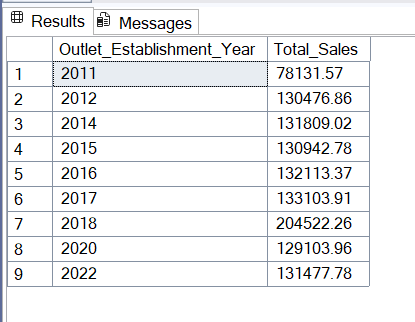 Results Messages
Outlet_Establishment_Year Total_Sales
1 2011 78131.57
2 2012 130476.86
3 2014 131809.02
4 2015 130942.78
5 2016 132113.37
6 2017 133103.91
7 2018 204522.26
8 2020 129103.96
9 2022 131477.78